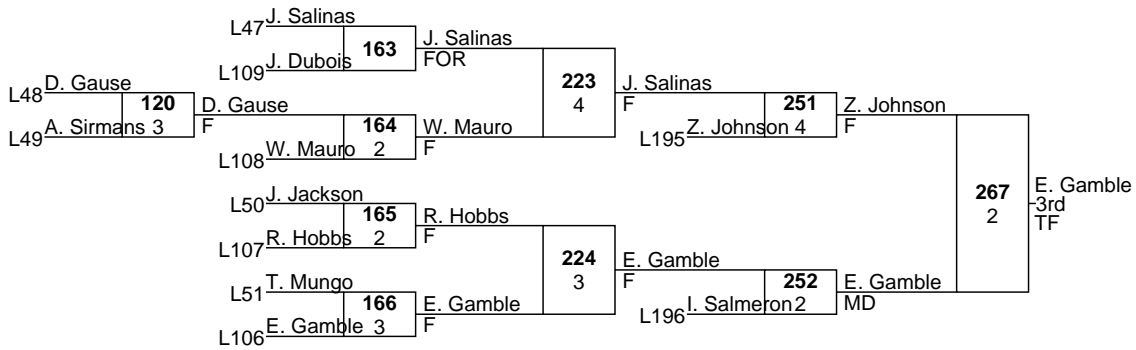 L47 J. Salinas
163
J. Salinas
FOR
L109 J. Dubois
223
4
J. Salinas
F
L48 D. Gause
120
3
D. Gause
F
L49 A. Sirmans
164
2
W. Mauro
F
L108 W. Mauro
251
4
Z. Johnson
F
L195 Z. Johnson
L50 J. Jackson
165
2
R. Hobbs
F
L107 R. Hobbs
267
2
E. Gamble
3rd
TF
224
3
E. Gamble
F
L51 T. Mungo
166
3
E. Gamble
F
L106 E. Gamble
252
2
E. Gamble
MD
L196 I. Salmeron